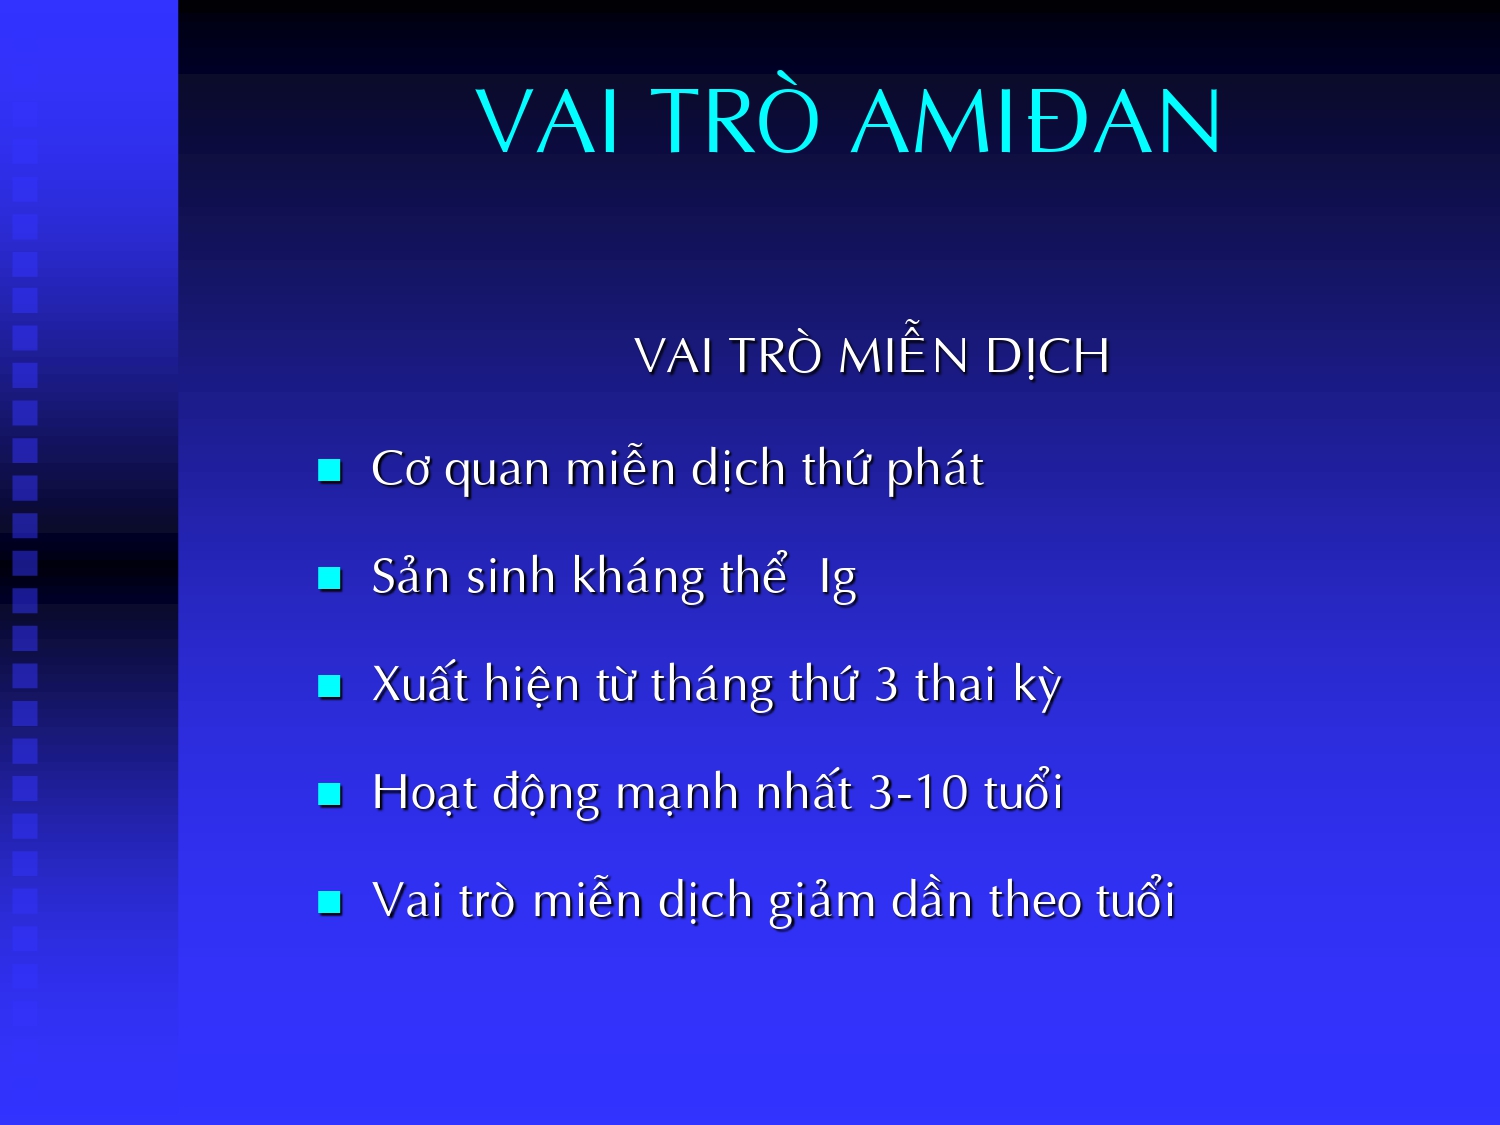 VAI TRÒ AMIĐAN
VAI TRÒ MIỄN DỊCH
Cơ quan miễn dịch thứ phát
Sản sinh kháng thể Ig
Xuất hiện từ tháng thứ 3 thai kỳ
Hoạt động mạnh nhất 3-10 tuổi
Vai trò miễn dịch giảm dần theo tuổi